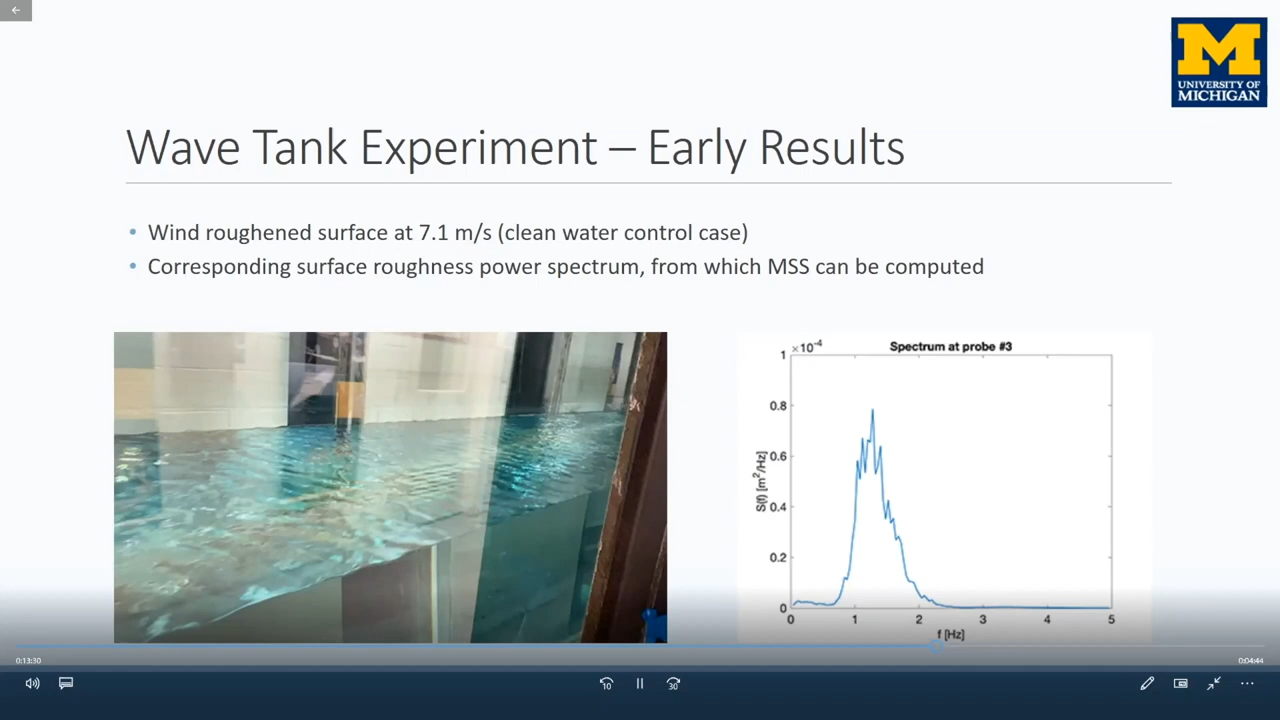 UNIVERSITY OF
MICHIGAN
Wave Tank Experiment – Early Results
• Wind roughened surface at 7.1 m/s (clean water control case)
• Corresponding surface roughness power spectrum, from which MSS can be computed
×10⁻⁴
Spectrum at probe #3
1
0.8
0.6
0.4
0.2
0
S(f) [m²/Hz]
0 1 2 3 4 5
f [Hz]
0:13:30
0:04:44
10
30